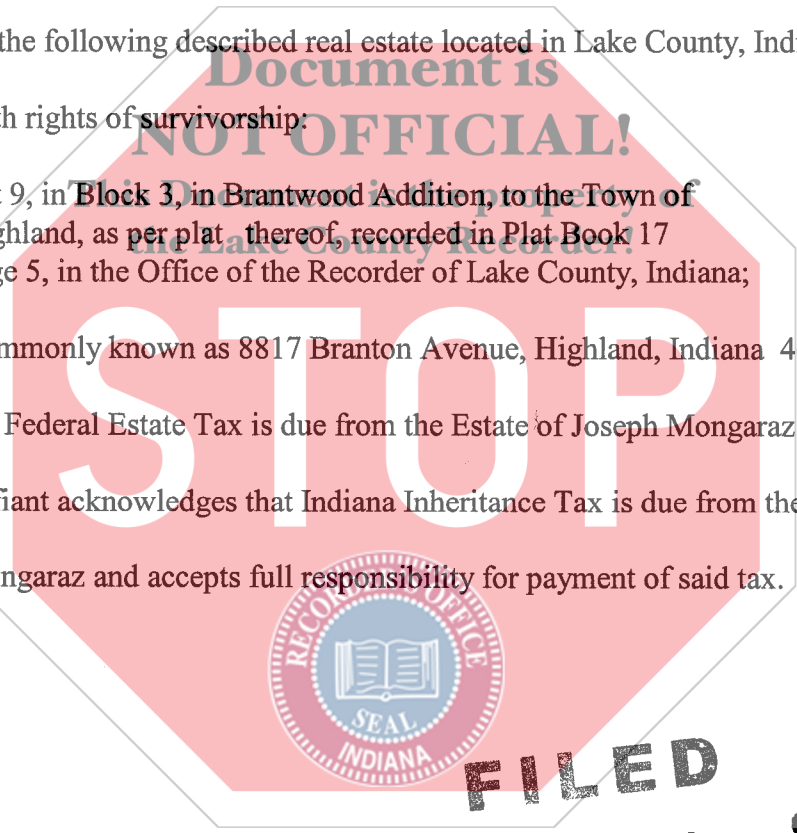 the following described real estate located in Lake County, Indi
Document is
th rights of survivorship:
NOT OFFICIAL!
9, in Block 3, in Brantwood Addition, to the Town of
This Document is the property of
ghland, as per plat thereof, recorded in Plat Book 17
the Lake County Recorder!
ge 5, in the Office of the Recorder of Lake County, Indiana;
STOP
mmonly known as 8817 Branton Avenue, Highland, Indiana 4
Federal Estate Tax is due from the Estate of Joseph Mongaraz
fiant acknowledges that Indiana Inheritance Tax is due from the
ngaraz and accepts full responsibility for payment of said tax.
RECORDER'S OFFICE
SEAL
INDIANA
FILED